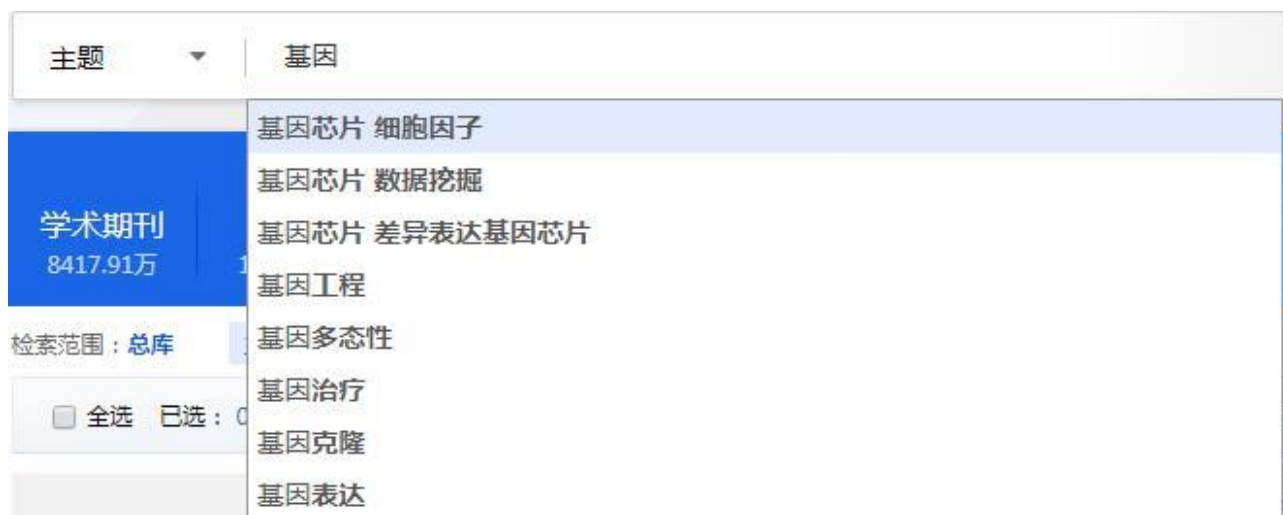 主题 基因
基因芯片 细胞因子
基因芯片 数据挖掘
学术期刊
基因芯片 差异表达基因芯片
8417.91万 1
基因工程
检索范围：总库
基因多态性
基因治疗
全选 已选：0
基因克隆
基因表达